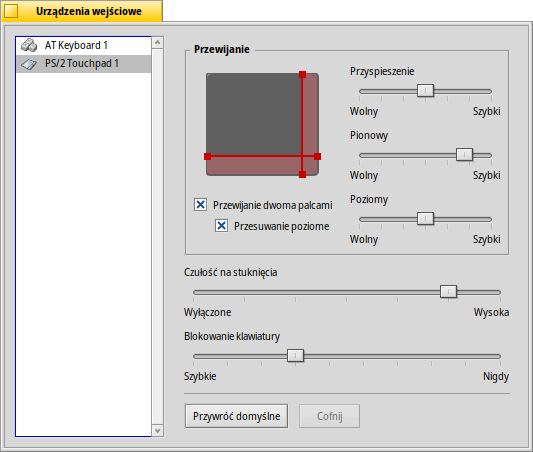 Urządzenia wejściowe
AT Keyboard 1
PS/2 Touchpad 1
Przewijanie
Przyspieszenie
Wolny Szybki
Pionowy
Wolny Szybki
Poziomy
Wolny Szybki
Przewijanie dwoma palcami
Przesuwanie poziome
Czułość na stuknięcia
Wyłączone Wysoka
Blokowanie klawiatury
Szybkie Nigdy
Przywróć domyślne Cofnij